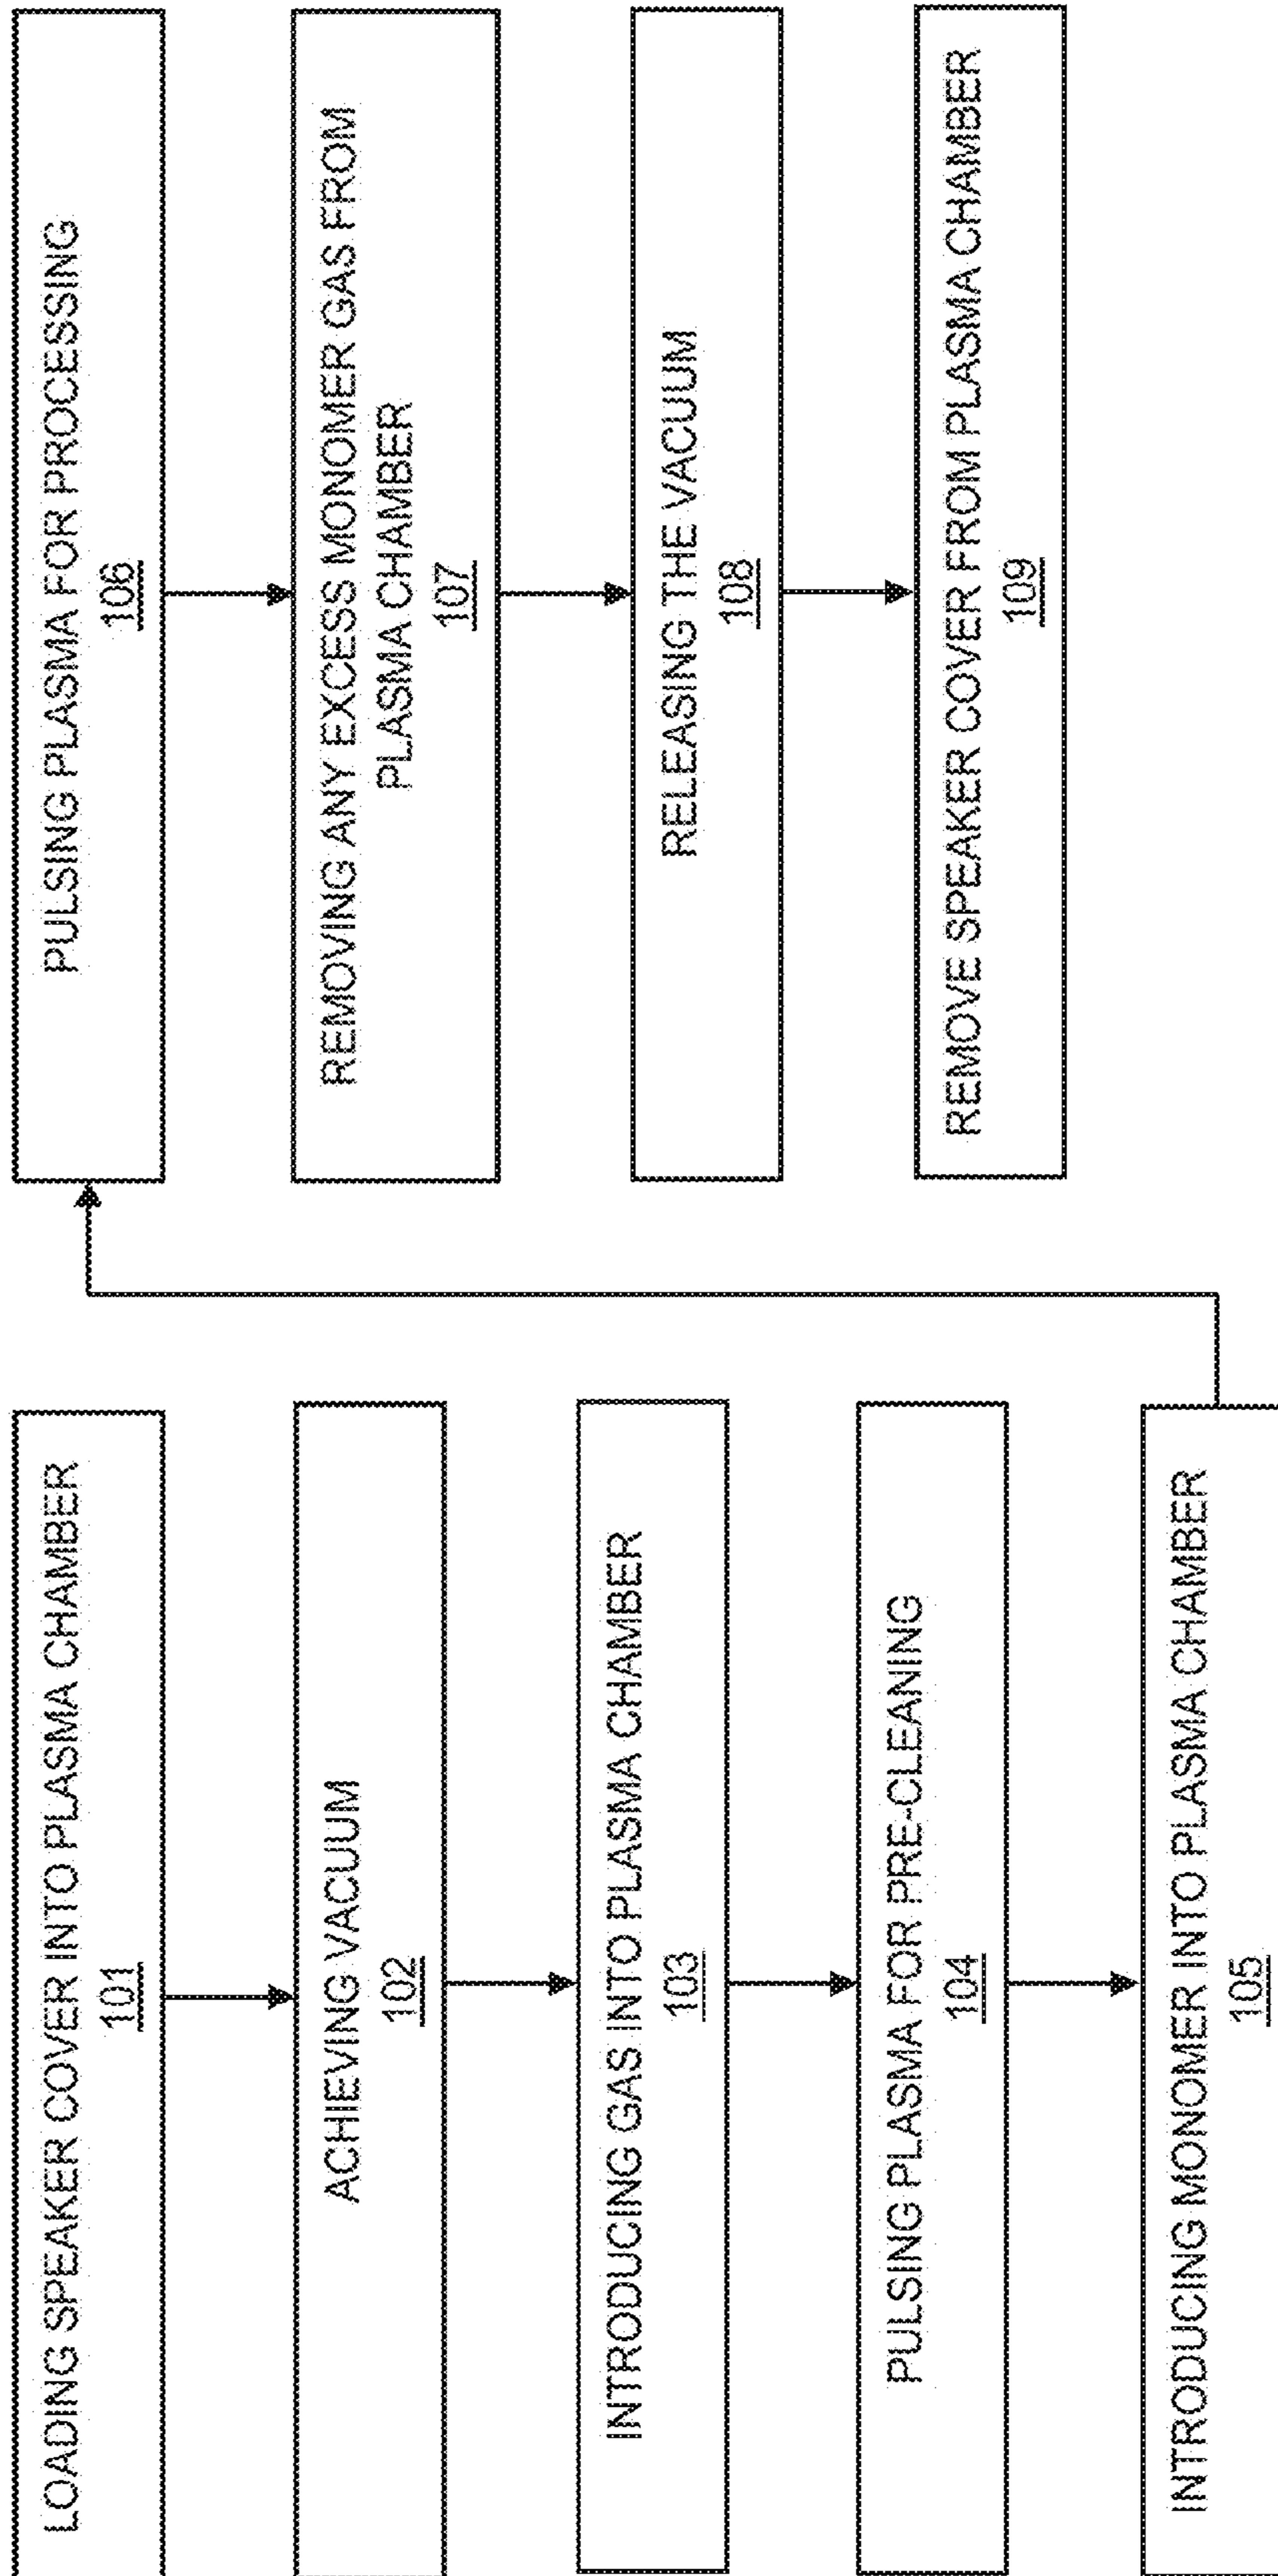 LOADING SPEAKER COVER INTO PLASMA CHAMBER
101
ACHIEVING VACUUM
102
INTRODUCING GAS INTO PLASMA CHAMBER
103
PULSING PLASMA FOR PRE-CLEANING
104
INTRODUCING MONOMER INTO PLASMA CHAMBER
105
PULSING PLASMA FOR PROCESSING
106
REMOVING ANY EXCESS MONOMER GAS FROM
PLASMA CHAMBER
107
RELEASING THE VACUUM
108
REMOVE SPEAKER COVER FROM PLASMA CHAMBER
109